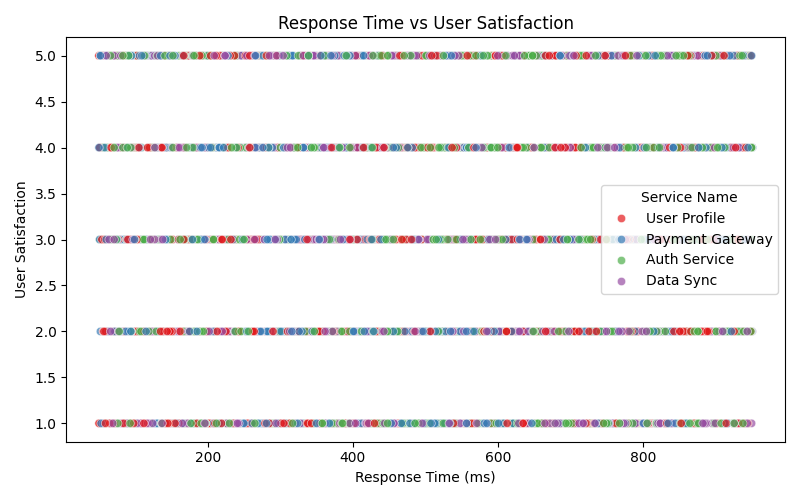 Response Time vs User Satisfaction
User Satisfaction
5.0
4.5
4.0
3.5
3.0
2.5
2.0
1.5
1.0
Service Name
User Profile
Payment Gateway
Auth Service
Data Sync
200
400
600
800
Response Time (ms)